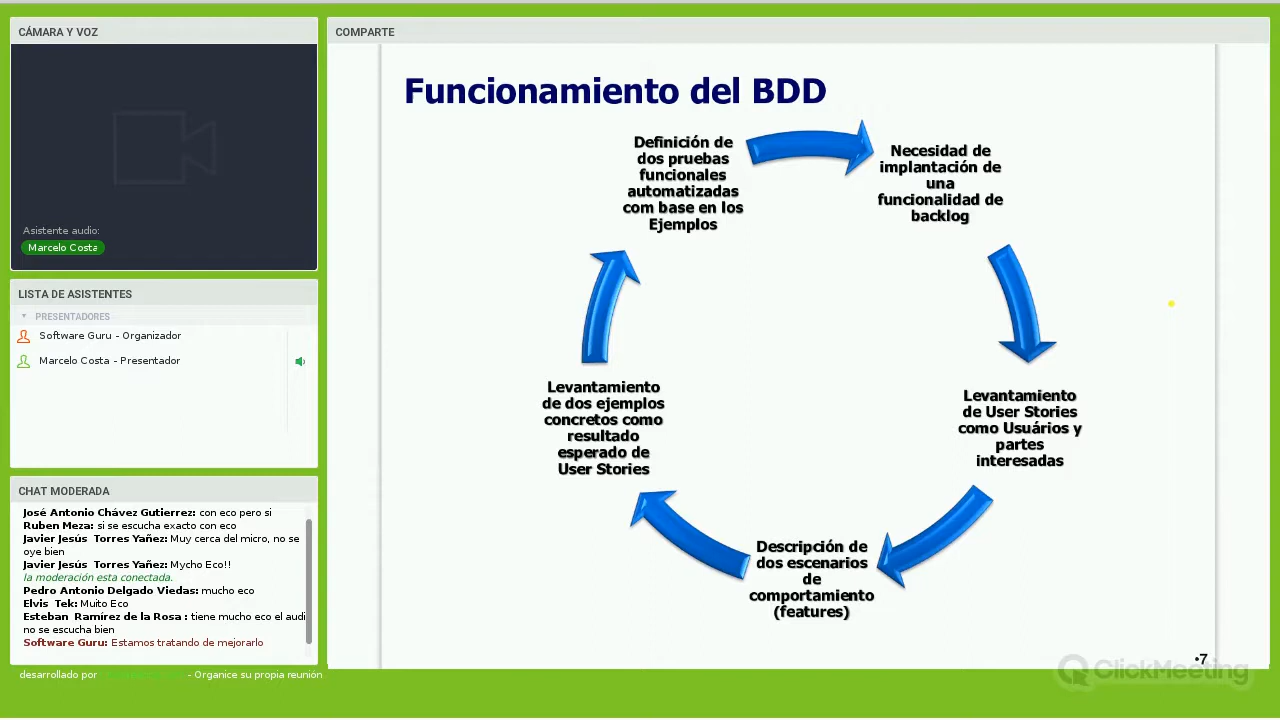 CÁMARA Y VOZ
Asistente audio:
Marcelo Costa
LISTA DE ASISTENTES
PRESENTADORES
Software Guru - Organizador
Marcelo Costa - Presentador
CHAT MODERADA
José Antonio Chávez Gutierrez: con eco pero si
Ruben Meza: si se escucha exacto con eco
Javier Jesús Torres Yañez: Muy cerca del micro, no se
oye bien
Javier Jesús Torres Yañez: Mycho Eco!!
la moderación esta conectada.
Pedro Antonio Delgado Viedas: mucho eco
Elvis Tek: Muito Eco
Esteban Ramírez de la Rosa : tiene mucho eco el audi
no se escucha bien
Software Guru: Estamos tratando de mejorarlo
desarrollado por - Organice su propia reunión
COMPARTE
Funcionamiento del BDD
Definición de
dos pruebas
funcionales
automatizadas
com base en los
Ejemplos
Necesidad de
implantación de
una
funcionalidad de
backlog
Levantamiento
de User Stories
como Usuários y
partes
interesadas
Descripción de
dos escenarios
de
comportamiento
(features)
Levantamiento
de dos ejemplos
concretos como
resultado
esperado de
User Stories
•7
ClickMeeting